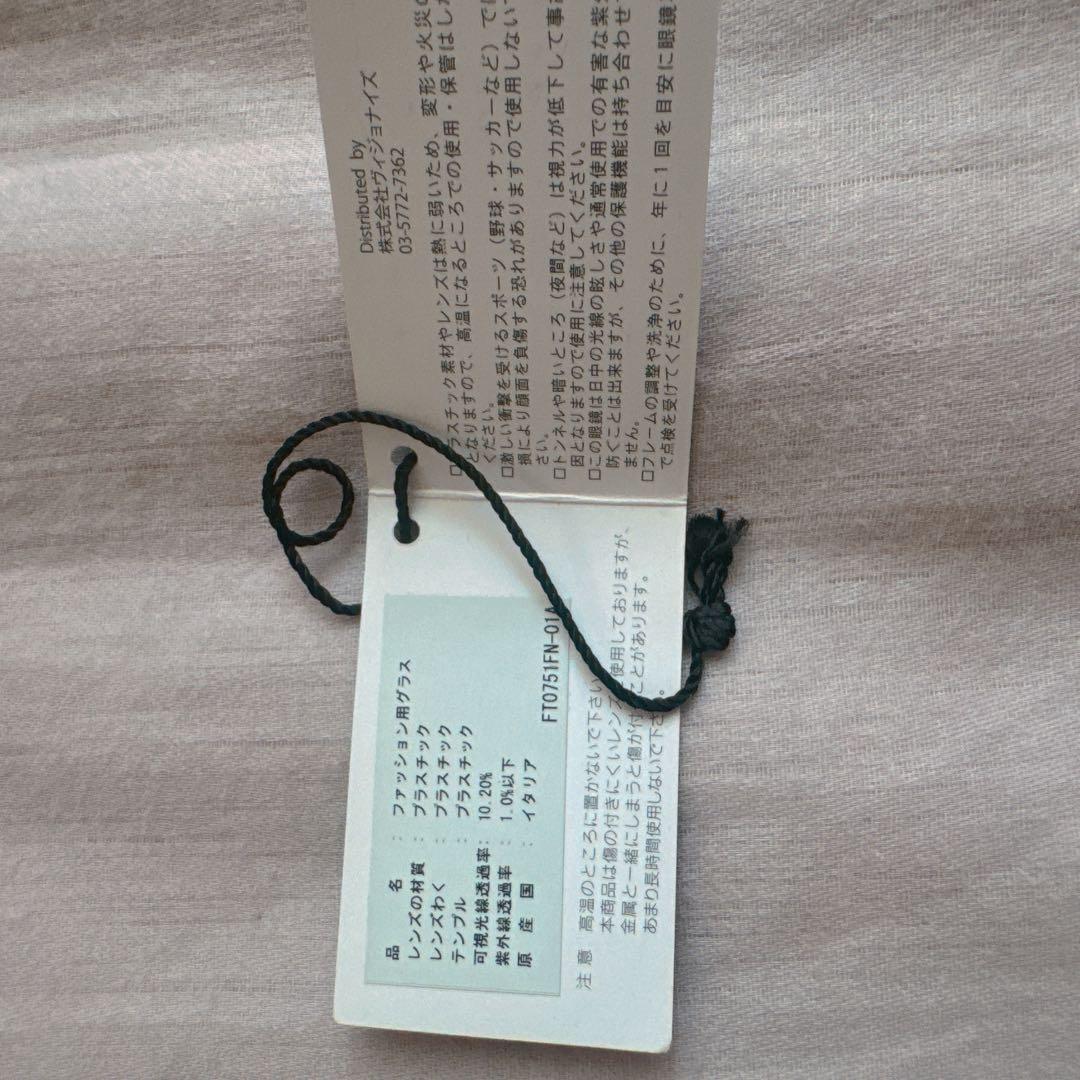 Distributed by
株式会社ヴィジョナイズ
03-5772-7362
ラスチック素材やレンズは熱に弱いため、変形や火災の
となりますので、高温になるところでの使用・保管はし
ください。
□激しい衝撃を受けるスポーツ(野球・サッカーなど)で
損により顔面を負傷する恐れがありますので使用しない
さい。
□トンネルや暗いところ(夜間など)は視力が低下して事
因となりますので使用に注意してください。
□この眼鏡は日中の光線の眩しさや通常使用での有害な紫
防ぐことは出来ますが、その他の保護機能は持ち合わせ
ません。
□フレームの調整や洗浄のために、年に1回を目安に眼鏡
で点検を受けてください。
品名 : ファッション用グラス
レンズの材質 : プラスチック
レンズわく : プラスチック
テンプル : プラスチック
可視光線透過率: 10.20%
紫外線透過率 : 1.0%以下
原産国 : イタリア
FT0751FN-01A
注意 高温のところに置かないで下さい
本商品は傷の付きにくいレンズ 使用しておりますが、
金属と一緒にしまうと傷が付 ことがあります。
あまり長時間使用しないで下さ 。